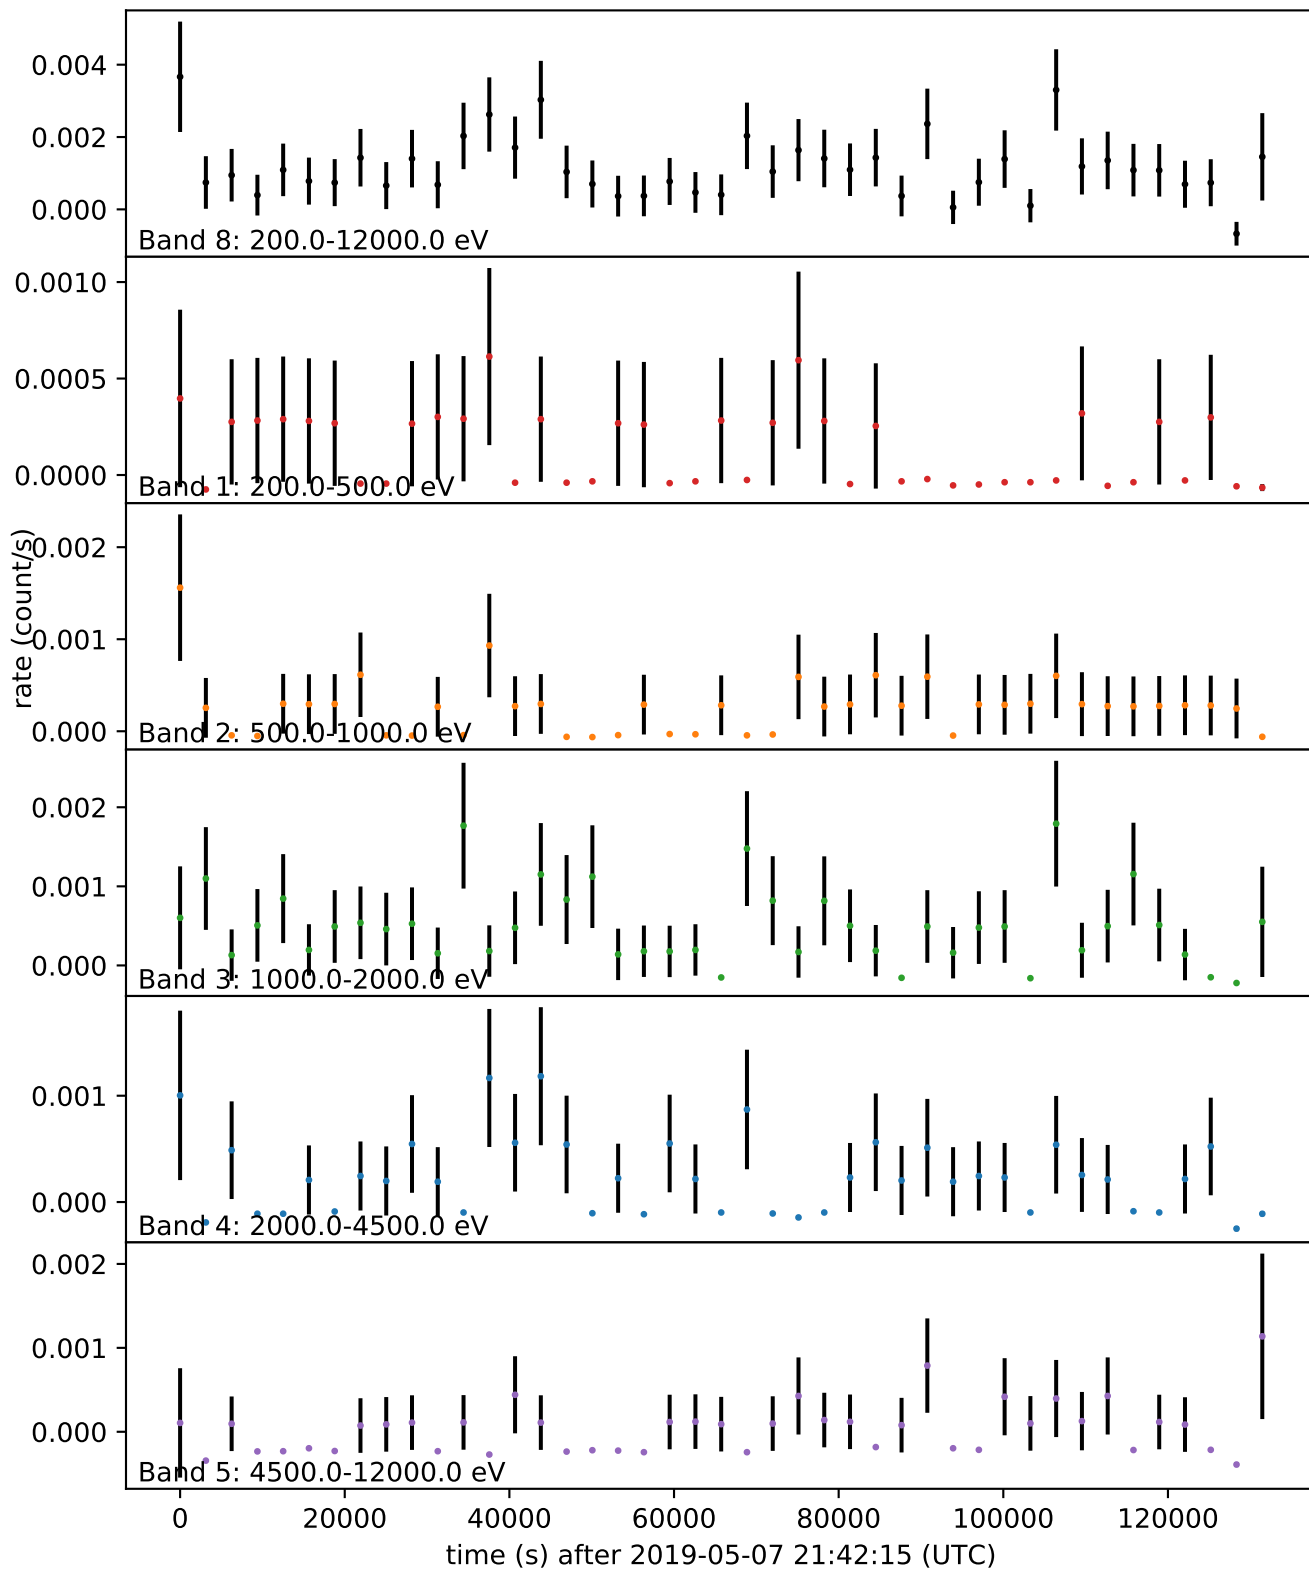 0.004
0.002
0.000
Band 8: 200.0-12000.0 eV
0.0010
0.0005
0.0000
Band 1: 200.0-500.0 eV
rate (count/s)
0.002
0.001
0.000
Band 2: 500.0-1000.0 eV
0.002
0.001
0.000
Band 3: 1000.0-2000.0 eV
0.001
0.000
Band 4: 2000.0-4500.0 eV
0.002
0.001
0.000
Band 5: 4500.0-12000.0 eV
0 20000 40000 60000 80000 100000 120000
time (s) after 2019-05-07 21:42:15 (UTC)